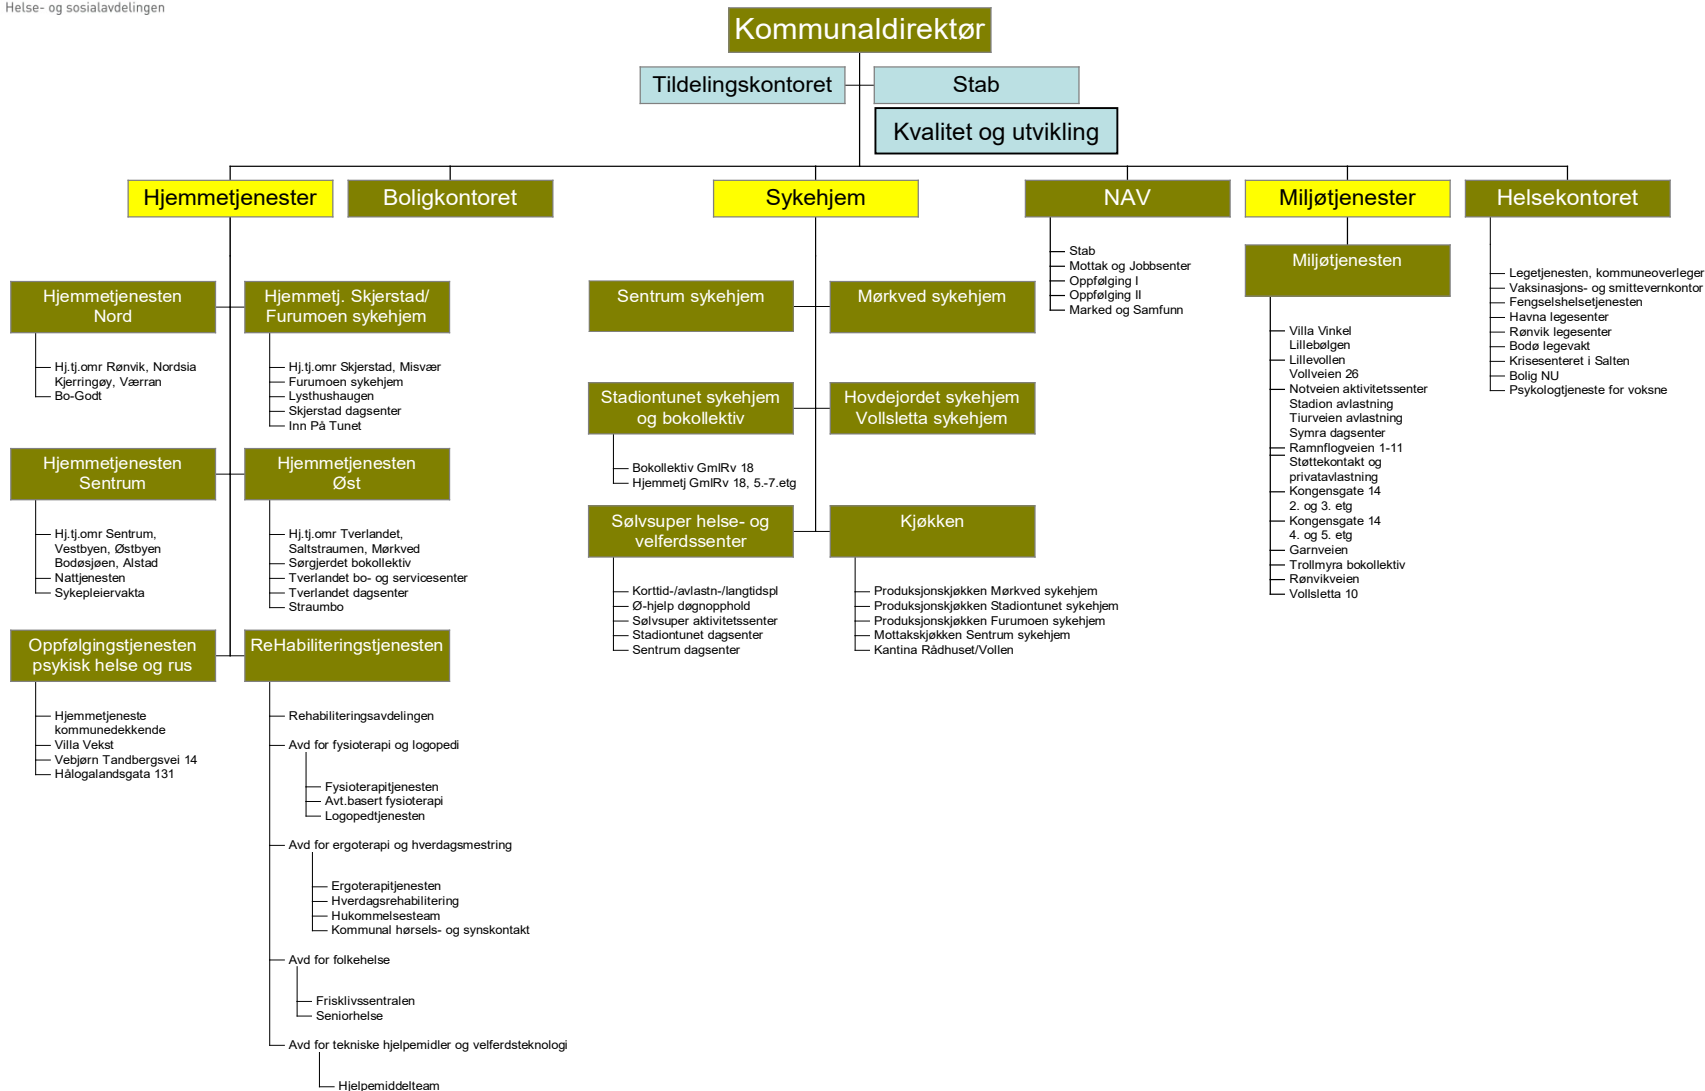 Helse- og sosialavdelingen
Kommunaldirektør
Tildelingskontoret
Stab
Kvalitet og utvikling
Hjemmetjenester
Boligkontoret
Sykehjem
NAV
Miljøtjenester
Helsekontoret
Hjemmetjenesten
Nord
Hj.tj.omr Rønvik, Nordsia
Kjerringøy, Værran
Bo-Godt
Hjemmetj. Skjerstad/
Furumoen sykehjem
Hj.tj.omr Skjerstad, Misvær
Furumoen sykehjem
Lysthushaugen
Skjerstad dagsenter
Inn På Tunet
Hjemmetjenesten
Sentrum
Hj.tj.omr Sentrum,
Vestbyen, Østbyen
Bodøsjøen, Alstad
Nattjenesten
Sykepleiervakta
Hjemmetjenesten
Øst
Hj.tj.omr Tverlandet,
Saltstraumen, Mørkved
Sørgjerdet bokollektiv
Tverlandet bo- og servicesenter
Tverlandet dagsenter
Straumbo
Oppfølgingstjenesten
psykisk helse og rus
Hjemmetjeneste
kommunedekkende
Villa Vekst
Vebjørn Tandbergsvei 14
Hålogalandsgata 131
ReHabiliteringstjenesten
Rehabiliteringsavdelingen
Avd for fysioterapi og logopedi
Fysioterapitjenesten
Avt.basert fysioterapi
Logopedtjenesten
Avd for ergoterapi og hverdagsmestring
Ergoterapitjenesten
Hverdagsrehabilitering
Hukommelsesteam
Kommunal hørsels- og synskontakt
Avd for folkehelse
Frisklivssentralen
Seniorhelse
Avd for tekniske hjelpemidler og velferdsteknologi
Hjelpemiddelteam
Sentrum sykehjem
Mørkved sykehjem
Stadiontunet sykehjem
og bokollektiv
Bokollektiv GmlRv 18
Hjemmetj GmlRv 18, 5.-7.etg
Hovdejordet sykehjem
Vollsletta sykehjem
Sølvsuper helse- og
velferdssenter
Korttid-/avlastn-/langtidspl
Ø-hjelp døgnopphold
Sølvsuper aktivitetssenter
Stadiontunet dagsenter
Sentrum dagsenter
Kjøkken
Produksjonskjøkken Mørkved sykehjem
Produksjonskjøkken Stadiontunet sykehjem
Produksjonskjøkken Furumoen sykehjem
Mottakskjøkken Sentrum sykehjem
Kantina Rådhuset/Vollen
Stab
Mottak og Jobbsenter
Oppfølging I
Oppfølging II
Marked og Samfunn
Miljøtjenesten
Villa Vinkel
Lillebølgen
Lillevollen
Vollveien 26
Notveien aktivitetssenter
Stadion avlastning
Tiurveien avlastning
Symra dagsenter
Ramnflogveien 1-11
Støttekontakt og
privatavlastning
Kongensgate 14
2. og 3. etg
Kongensgate 14
4. og 5. etg
Garnveien
Trollmyra bokollektiv
Rønvikveien
Vollsletta 10
Legetjenesten, kommuneoverleger
Vaksinasjons- og smittevernkontor
Fengselshelsetjenesten
Havna legesenter
Rønvik legesenter
Bodø legevakt
Krisesenteret i Salten
Bolig NU
Psykologtjeneste for voksne